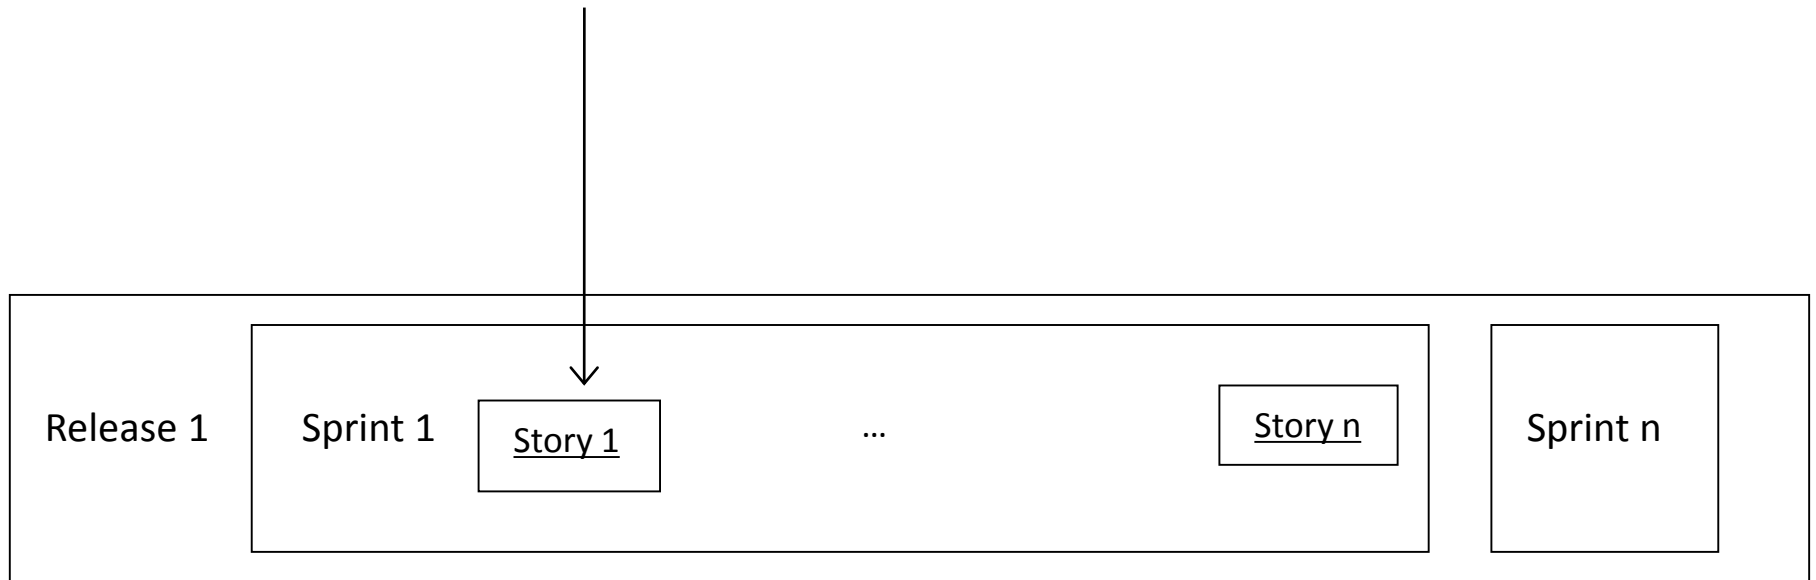 Release 1
Sprint 1
Story 1
...
Story n
Sprint n